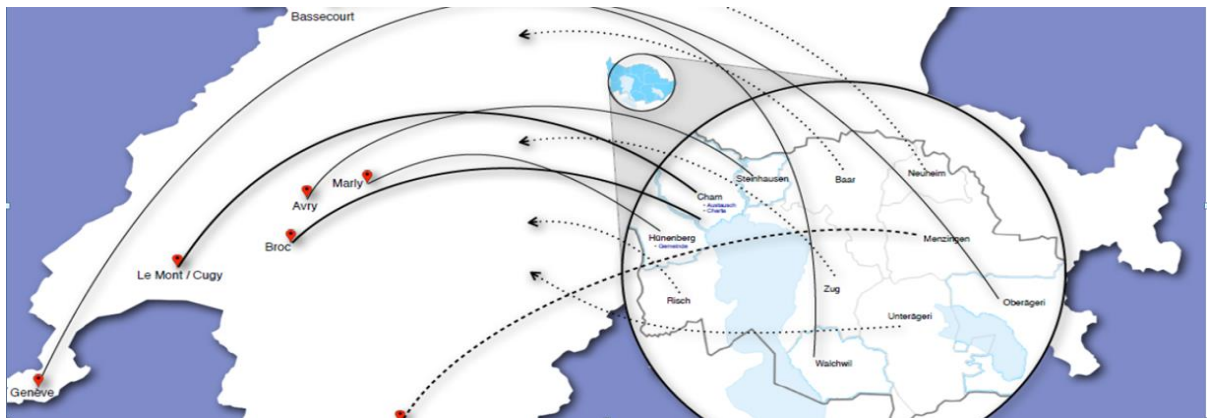 Bassecourt
Steinhausen
Baar
Neuheim
Marly
Cham
• Austausch
• Charta
Avry
Broc
Hünenberg
• Gemeinde
Menzingen
Le Mont / Cugy
Zug
Risch
Oberägeri
Unterägeri
Walchwil
Genève